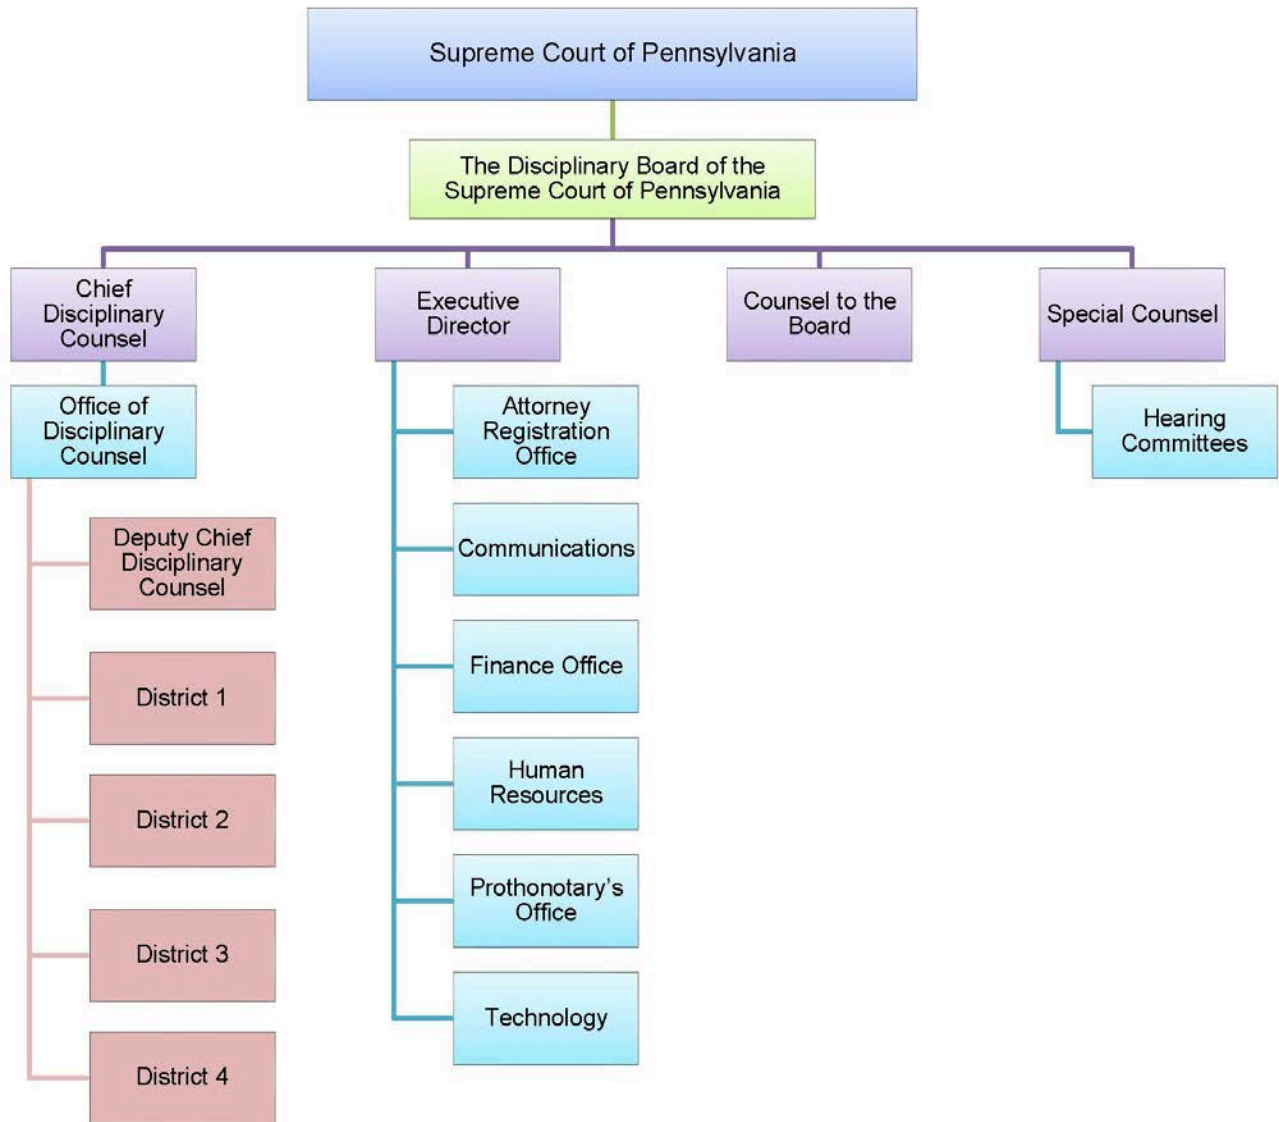 Supreme Court of Pennsylvania
The Disciplinary Board of the
Supreme Court of Pennsylvania
Chief
Disciplinary
Counsel
Executive
Director
Counsel to the
Board
Special Counsel
Office of
Disciplinary
Counsel
Deputy Chief
Disciplinary
Counsel
District 1
District 2
District 3
District 4
Attorney
Registration
Office
Communications
Finance Office
Human
Resources
Prothonotary’s
Office
Technology
Hearing
Committees